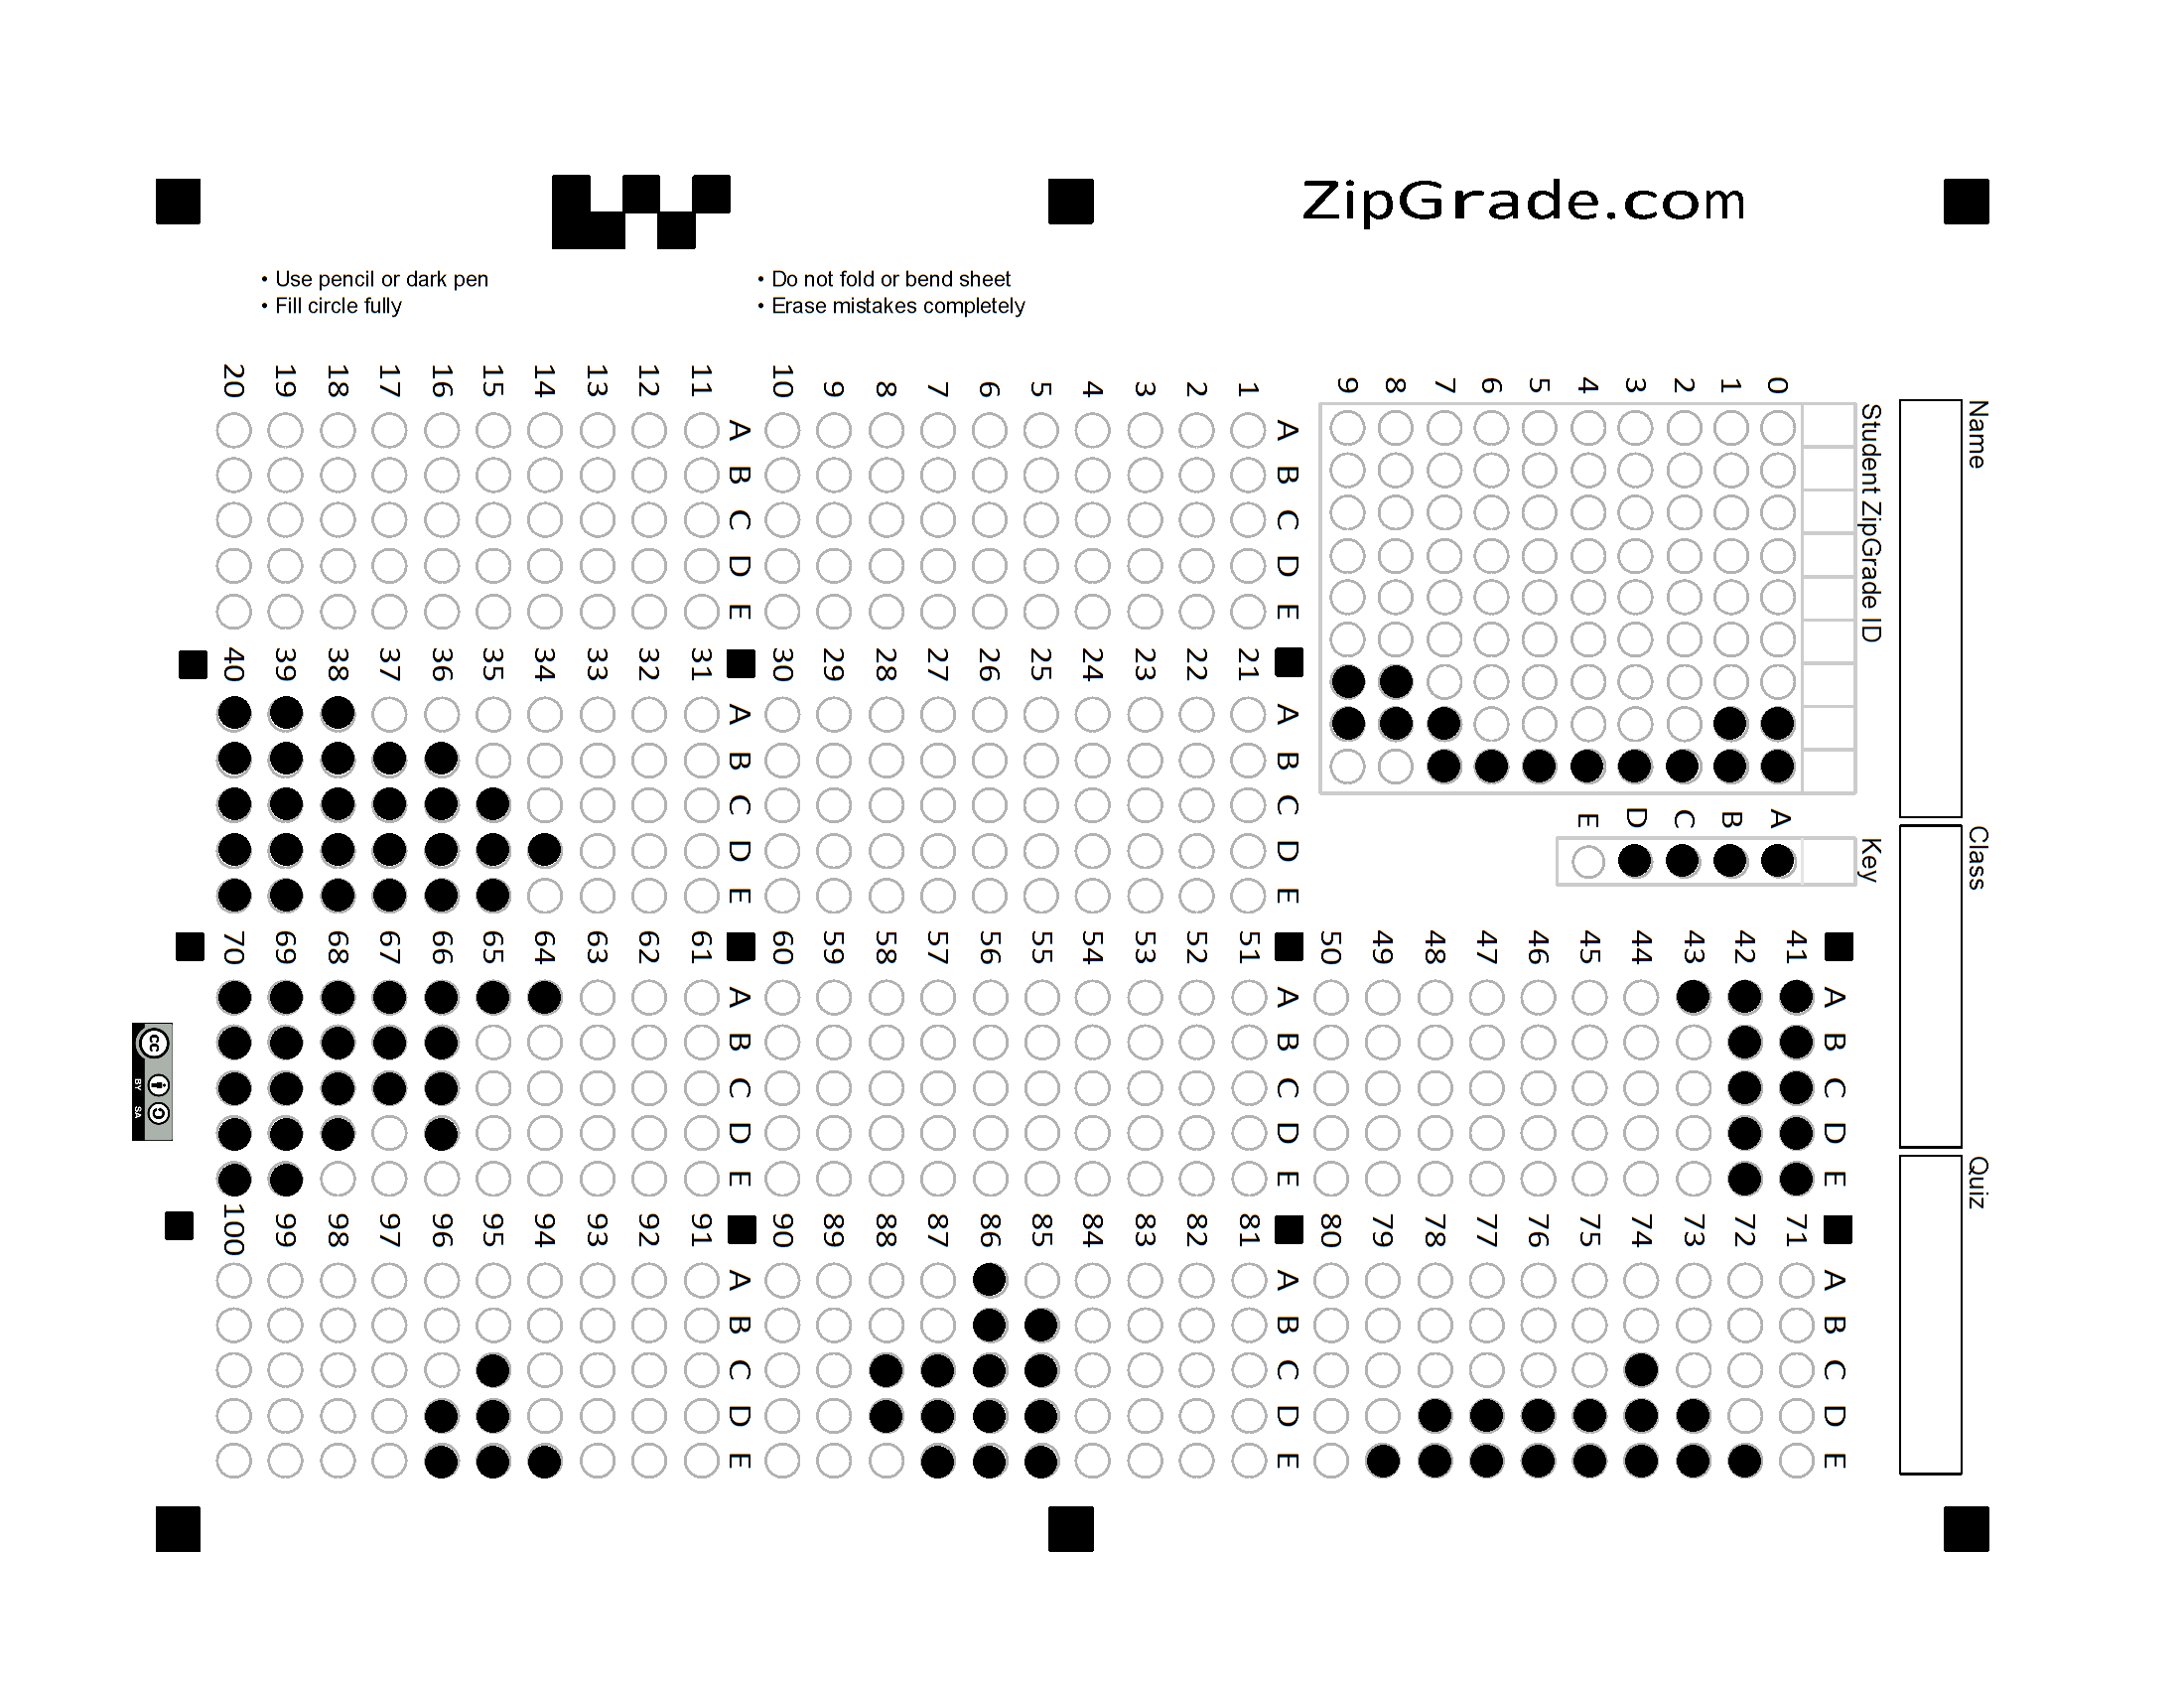 ZipGrade.com
• Use pencil or dark pen
• Fill circle fully
• Do not fold or bend sheet
• Erase mistakes completely
Name
Class
Quiz
Student ZipGrade ID
0 1 2 3 4 5 6 7 8 9
Key
A B C D E
A B C D E
1 2 3 4 5 6 7 8 9 10
A B C D E
11 12 13 14 15 16 17 18 19 20
A B C D E
21 22 23 24 25 26 27 28 29 30
A B C D E
31 32 33 34 35 36 37 38 39 40
A B C D E
41 42 43 44 45 46 47 48 49 50
A B C D E
51 52 53 54 55 56 57 58 59 60
A B C D E
61 62 63 64 65 66 67 68 69 70
A B C D E
71 72 73 74 75 76 77 78 79 80
A B C D E
81 82 83 84 85 86 87 88 89 90
A B C D E
91 92 93 94 95 96 97 98 99 100
cc
BY SA